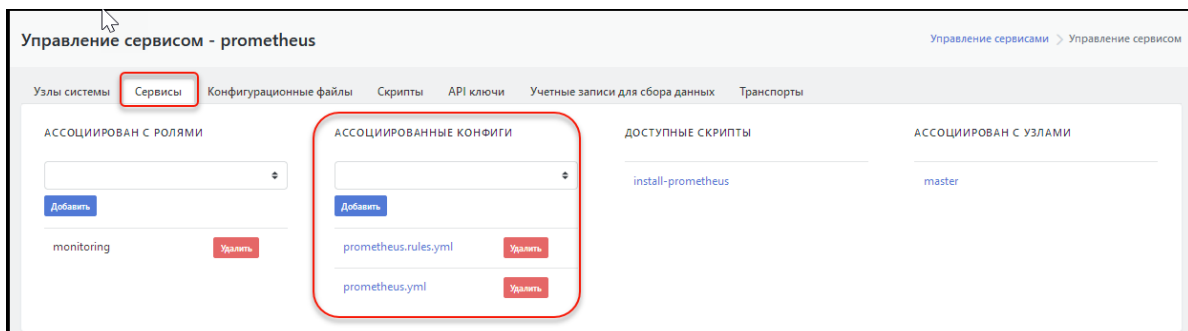 Управление сервисом - prometheus
Управление сервисами > Управление сервисом
Узлы системы Сервисы Конфигурационные файлы Скрипты API ключи Учетные записи для сбора данных Транспорты
АССОЦИИРОВАН С РОЛЯМИ АССОЦИИРОВАННЫЕ КОНФИГИ ДОСТУПНЫЕ СКРИПТЫ АССОЦИИРОВАН С УЗЛАМИ
install-prometheus master
Добавить Добавить
monitoring Удалить prometheus.rules.yml Удалить
prometheus.yml Удалить